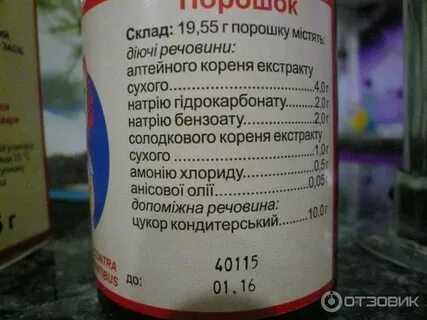 Порошок
Склад: 19,55 г порошку містять:
діючі речовини:
алтейного кореня екстракту
сухого 4,0 г
натрію гідрокарбонату 2,0 г
натрію бензоату 2,0 г
солодкового кореня екстракту
сухого 1,0 г
амонію хлориду 0,5 г
анісової олії 0,05 г
допоміжна речовина:
цукор кондитерський 10,0 г
CONTRA
до:
40115
01.16
ОТЗОВИК